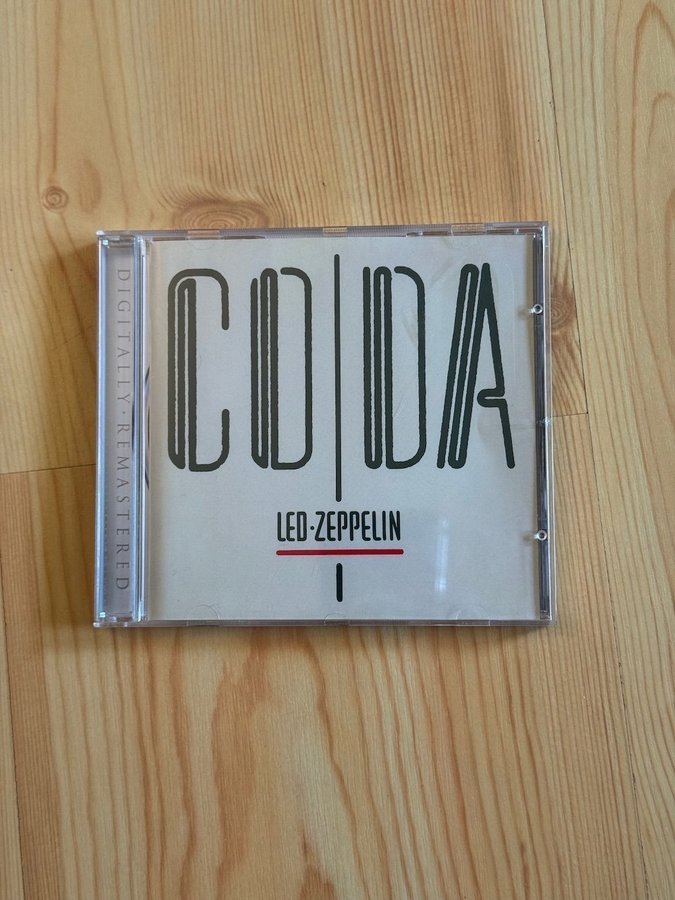 DIGITALLY · REMASTERED
CODA
LED·ZEPPELIN